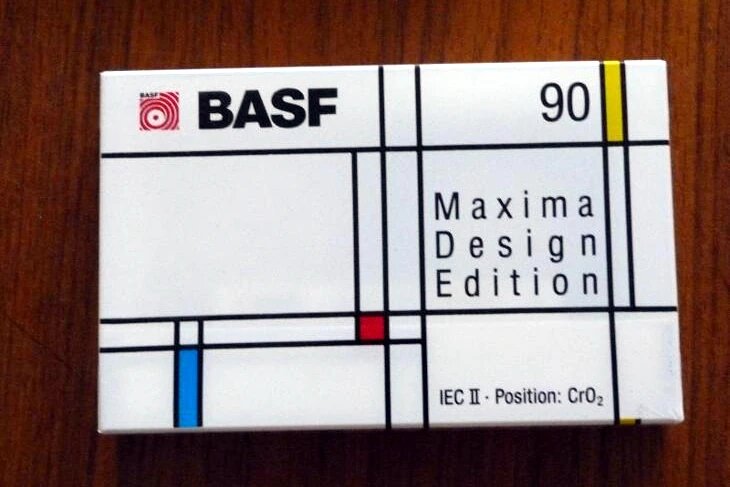 BASF
BASF
90
Maxima
Design
Edition
IEC II · Position: CrO₂